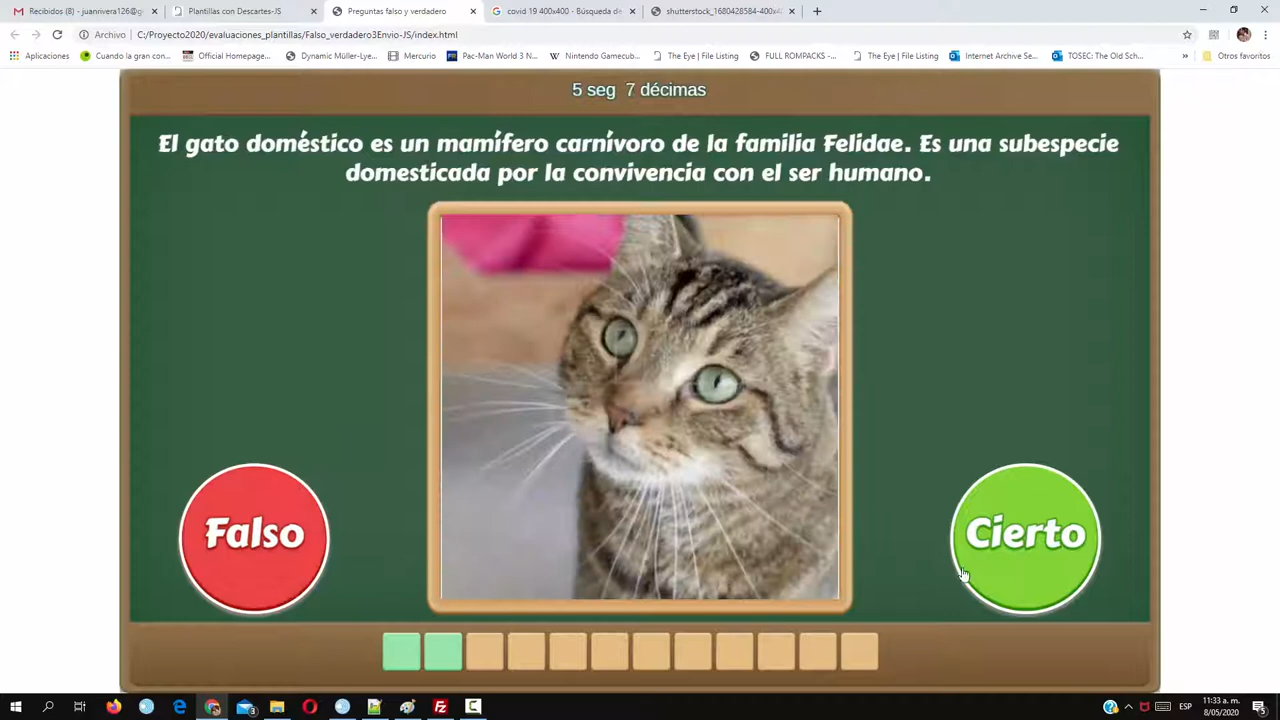 Recibidos (8) - juannivera126@g
Plantillas con Descartes-JS
Preguntas falso y verdadero
covid 19 400x400 - Búsqueda de
shutterstock_1680428584-400x4
Archivo
C:/Proyecto2020/evaluaciones_plantillas/Falso_verdadero3Envio-JS/index.html
Aplicaciones
Cuando la gran con...
Official Homepage...
Dynamic Müller-Lye...
Mercurio
Pac-Man World 3 N...
Nintendo Gamecub...
The Eye | File Listing
FULL ROMPACKS -...
The Eye | File Listing
Internet Archive Se...
TOSEC: The Old Sch...
»
Otros favoritos
5 seg 7 décimas
El gato doméstico es un mamífero carnívoro de la familia Felidae. Es una subespecie
domesticada por la convivencia con el ser humano.
Falso
Cierto
ESP
11:33 a. m.
8/05/2020